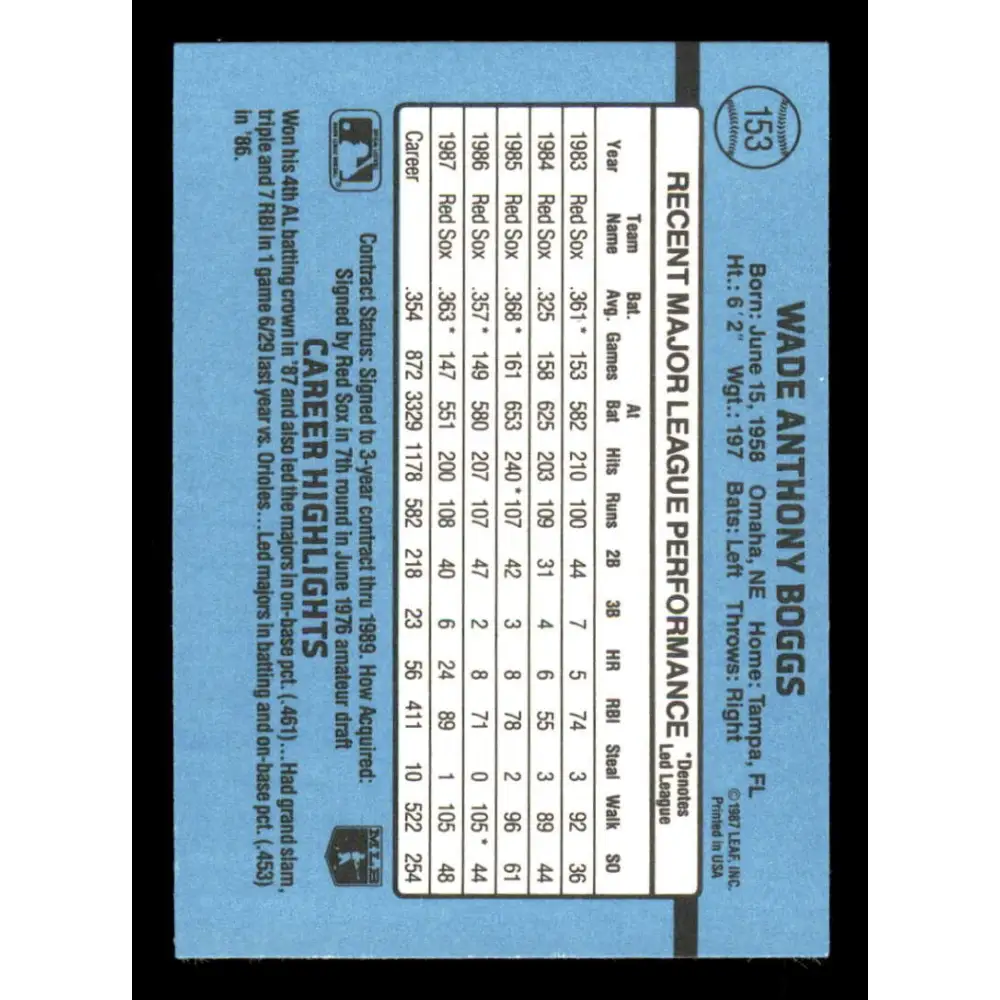 153
WADE ANTHONY BOGGS
Born: June 15, 1958 Omaha, NE Home: Tampa, FL
Ht.: 6'2" Wgt.: 197 Bats: Left Throws: Right
©1987 LEAF, INC.
Printed in USA
RECENT MAJOR LEAGUE PERFORMANCE *Denotes Led League
Year Team Name Bat. Avg. Games At Bat Hits Runs 2B 3B HR RBI Steal Walk SO
1983 Red Sox .361* 153 582 210 100 44 7 5 74 3 92 36
1984 Red Sox .325 158 625 203 109 31 4 6 55 3 89 44
1985 Red Sox .368* 161 653 240* 107 42 3 8 78 2 96 61
1986 Red Sox .357* 149 580 207 107 47 2 8 71 0 105* 44
1987 Red Sox .363* 147 551 200 108 40 6 24 89 1 105 48
Career .354 872 3329 1178 582 218 23 56 411 10 522 254
Contract Status: Signed to 3-year contract thru 1989. How Acquired:
Signed by Red Sox in 7th round in June 1976 amateur draft
MLB
CAREER HIGHLIGHTS
Won his 4th AL batting crown in '87 and also led the majors in on-base pct. (.461)...Had grand slam,
triple and 7 RBI in 1 game 6/29 last year vs. Orioles...Led majors in batting and on-base pct. (.453)
in '86.